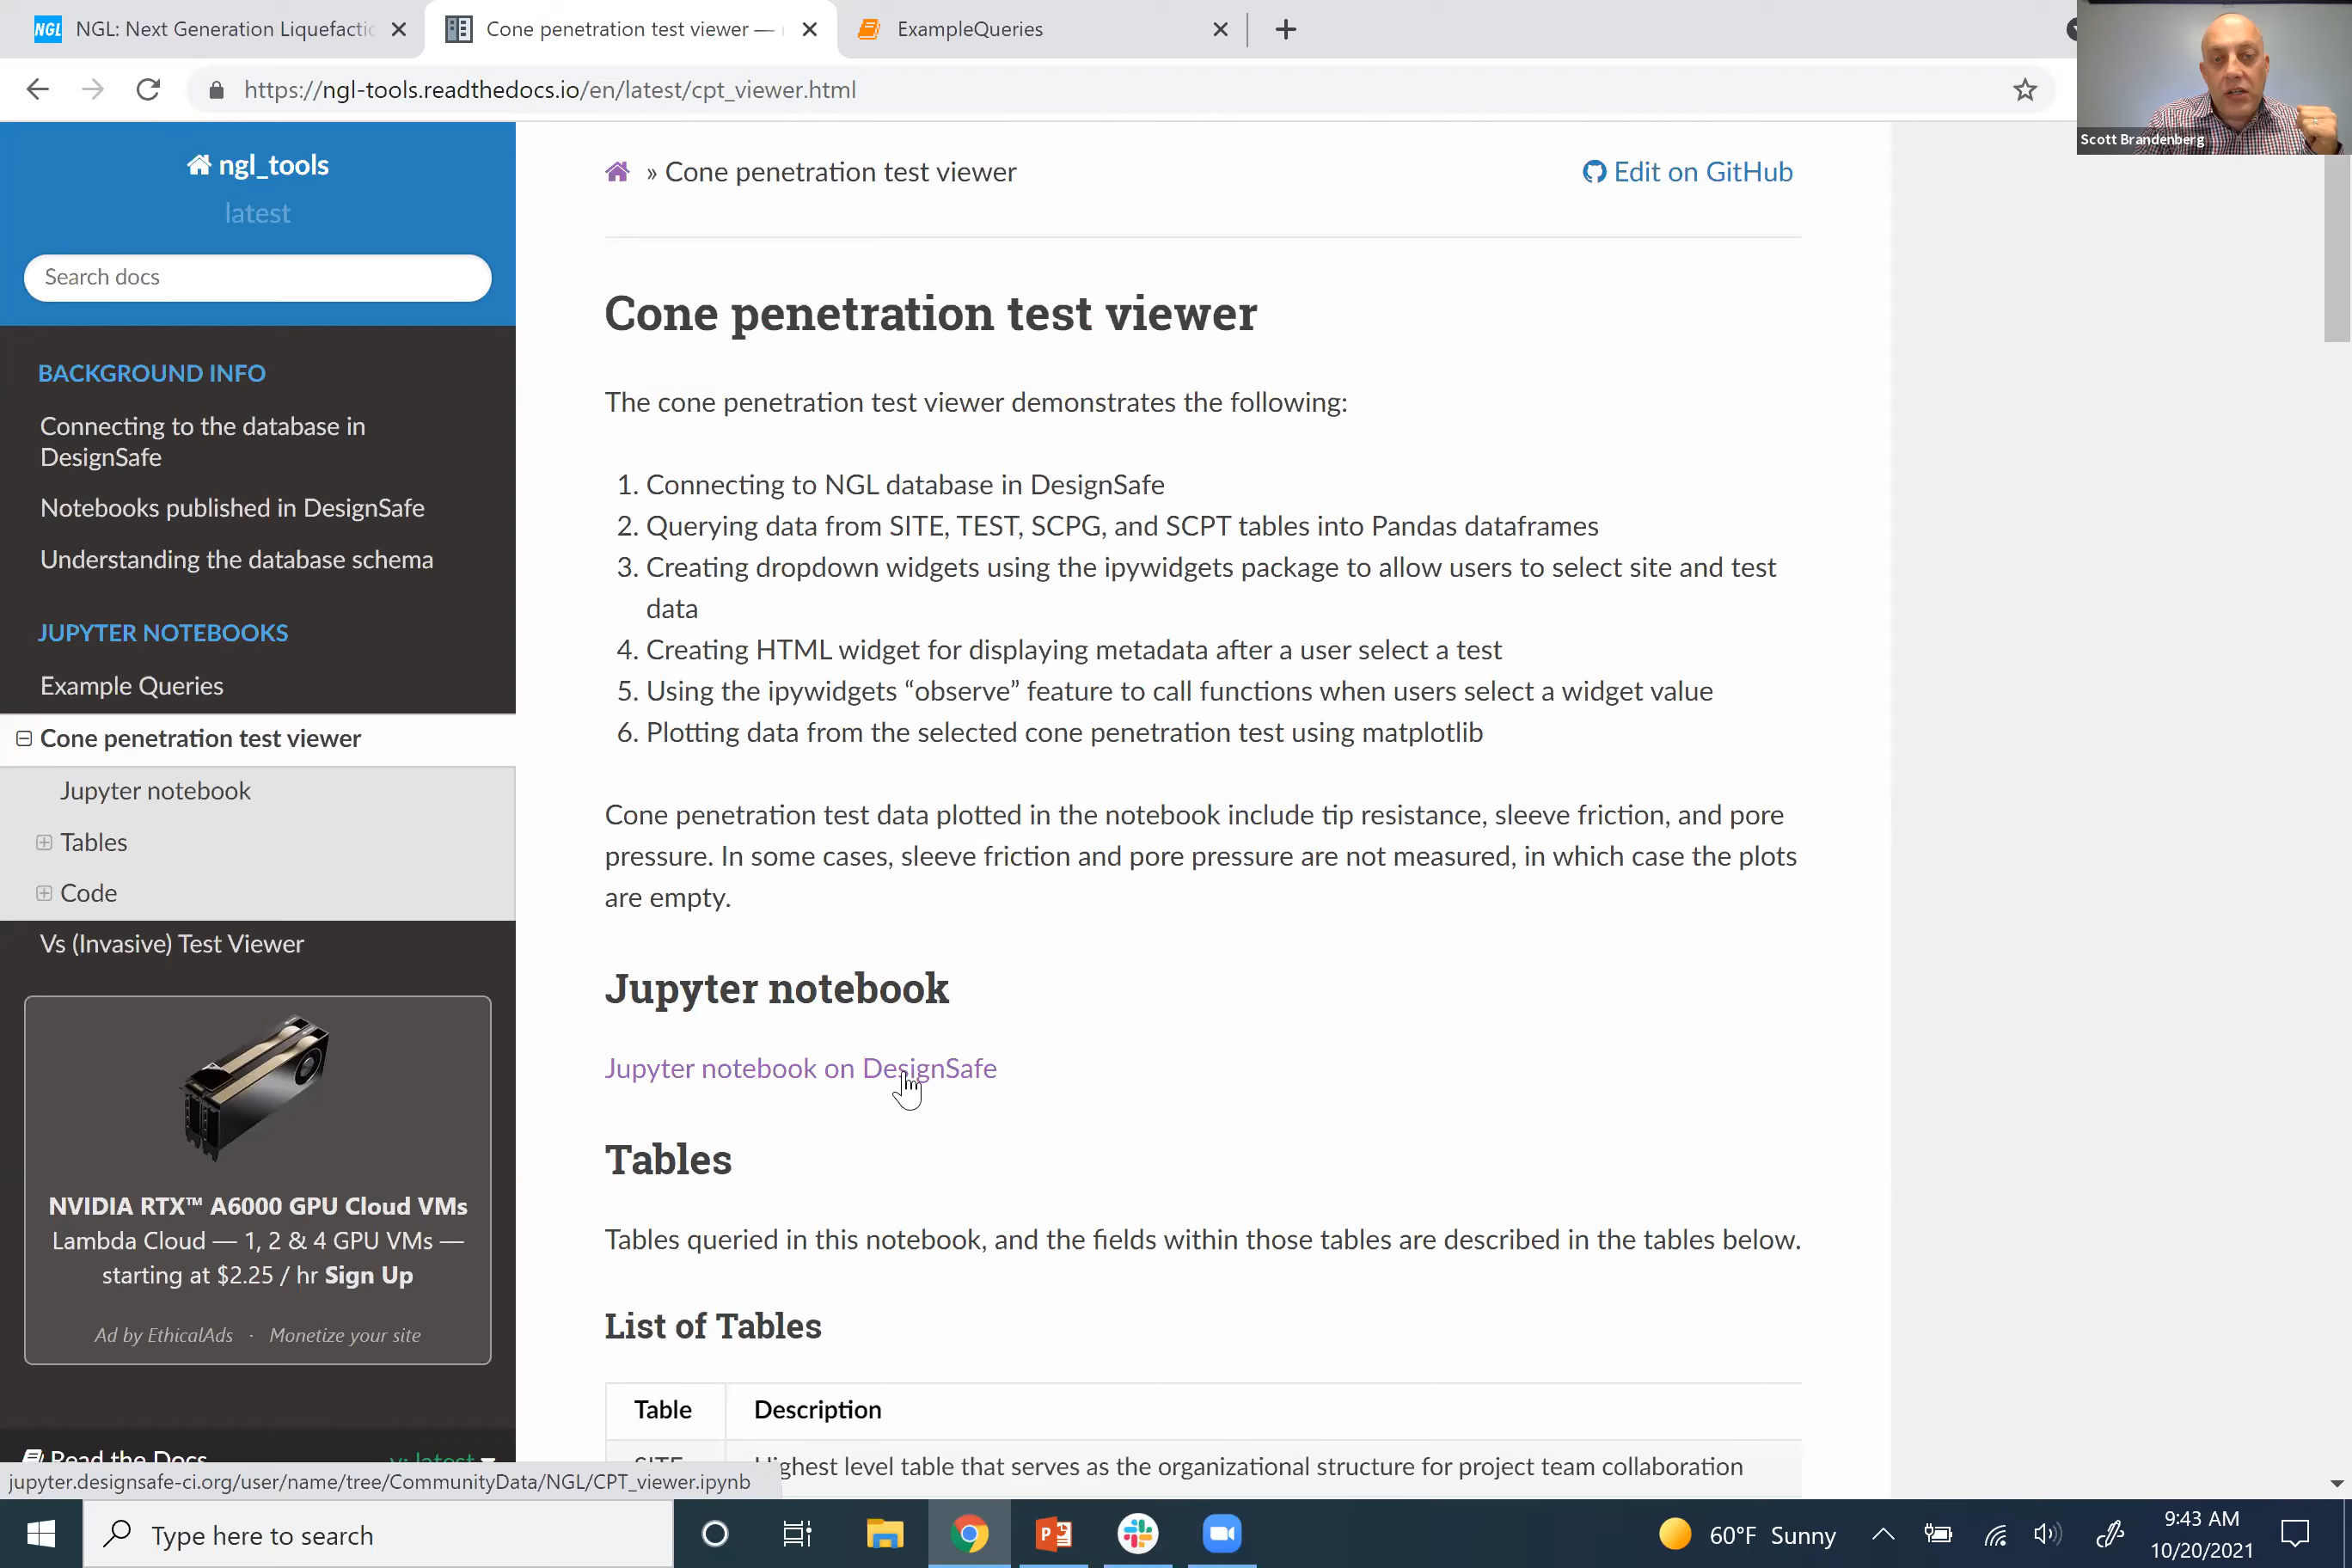 NGL NGL: Next Generation Liquefactio
Cone penetration test viewer —
ExampleQueries
https://ngl-tools.readthedocs.io/en/latest/cpt_viewer.html
Scott Brandenberg
ngl_tools
latest
Search docs
BACKGROUND INFO
Connecting to the database in
DesignSafe
Notebooks published in DesignSafe
Understanding the database schema
JUPYTER NOTEBOOKS
Example Queries
Cone penetration test viewer
Jupyter notebook
Tables
Code
Vs (Invasive) Test Viewer
NVIDIA RTX™ A6000 GPU Cloud VMs
Lambda Cloud — 1, 2 & 4 GPU VMs —
starting at $2.25 / hr Sign Up
Ad by EthicalAds · Monetize your site
Read the Docs
v: latest
» Cone penetration test viewer
Edit on GitHub
Cone penetration test viewer
The cone penetration test viewer demonstrates the following:
1. Connecting to NGL database in DesignSafe
2. Querying data from SITE, TEST, SCPG, and SCPT tables into Pandas dataframes
3. Creating dropdown widgets using the ipywidgets package to allow users to select site and test
data
4. Creating HTML widget for displaying metadata after a user select a test
5. Using the ipywidgets “observe” feature to call functions when users select a widget value
6. Plotting data from the selected cone penetration test using matplotlib
Cone penetration test data plotted in the notebook include tip resistance, sleeve friction, and pore
pressure. In some cases, sleeve friction and pore pressure are not measured, in which case the plots
are empty.
Jupyter notebook
Jupyter notebook on DesignSafe
Tables
Tables queried in this notebook, and the fields within those tables are described in the tables below.
List of Tables
Table Description
SITE Highest level table that serves as the organizational structure for project team collaboration
jupyter.designsafe-ci.org/user/name/tree/CommunityData/NGL/CPT_viewer.ipynb
Type here to search
60°F Sunny
9:43 AM
10/20/2021